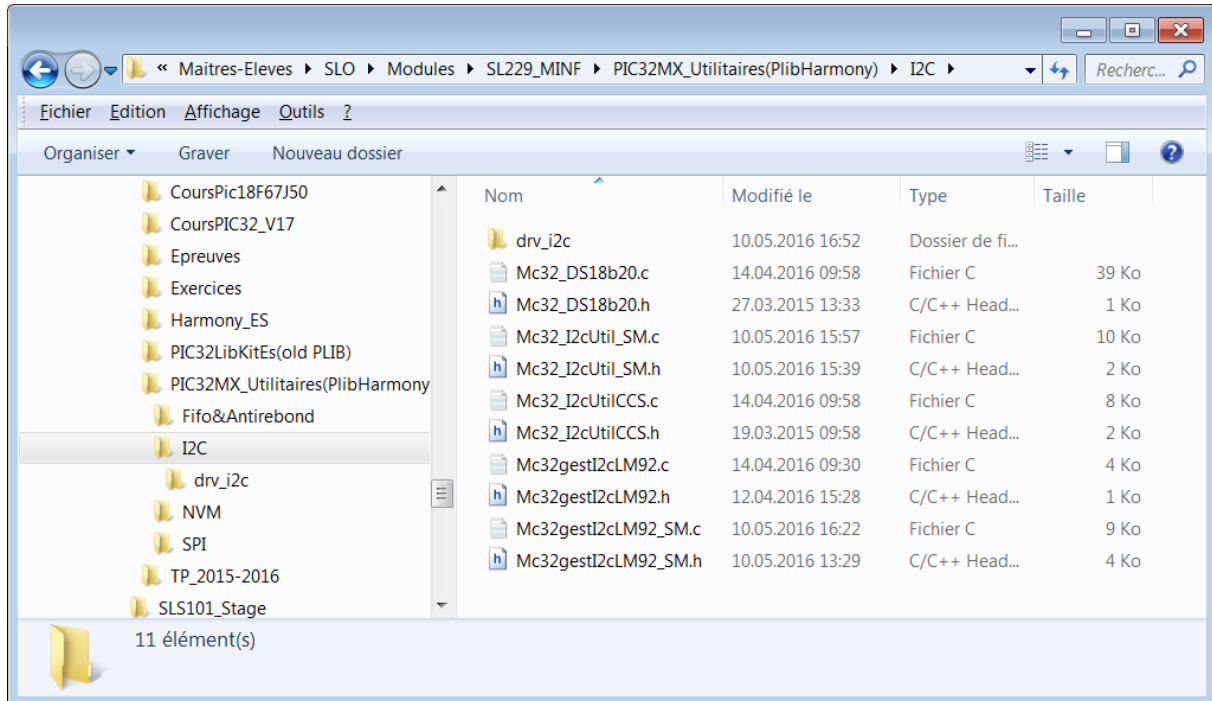 « Maitres-Eleves ▸ SLO ▸ Modules ▸ SL229_MINF ▸ PIC32MX_Utilitaires(PlibHarmony) ▸ I2C ▸ Recherc...
Fichier Edition Affichage Outils ?
Organiser Graver Nouveau dossier
CoursPic18F67J50
CoursPIC32_V17
Epreuves
Exercices
Harmony_ES
PIC32LibKitEs(old PLIB)
PIC32MX_Utilitaires(PlibHarmony
Fifo&Antirebond
I2C
drv_i2c
NVM
SPI
TP_2015-2016
SLS101_Stage
Nom Modifié le Type Taille
drv_i2c 10.05.2016 16:52 Dossier de fi...
Mc32_DS18b20.c 14.04.2016 09:58 Fichier C 39 Ko
Mc32_DS18b20.h 27.03.2015 13:33 C/C++ Head... 1 Ko
Mc32_I2cUtil_SM.c 10.05.2016 15:57 Fichier C 10 Ko
Mc32_I2cUtil_SM.h 10.05.2016 15:39 C/C++ Head... 2 Ko
Mc32_I2cUtilCCS.c 14.04.2016 09:58 Fichier C 8 Ko
Mc32_I2cUtilCCS.h 19.03.2015 09:58 C/C++ Head... 2 Ko
Mc32gestI2cLM92.c 14.04.2016 09:30 Fichier C 4 Ko
Mc32gestI2cLM92.h 12.04.2016 15:28 C/C++ Head... 1 Ko
Mc32gestI2cLM92_SM.c 10.05.2016 16:22 Fichier C 9 Ko
Mc32gestI2cLM92_SM.h 10.05.2016 13:29 C/C++ Head... 4 Ko
11 élément(s)